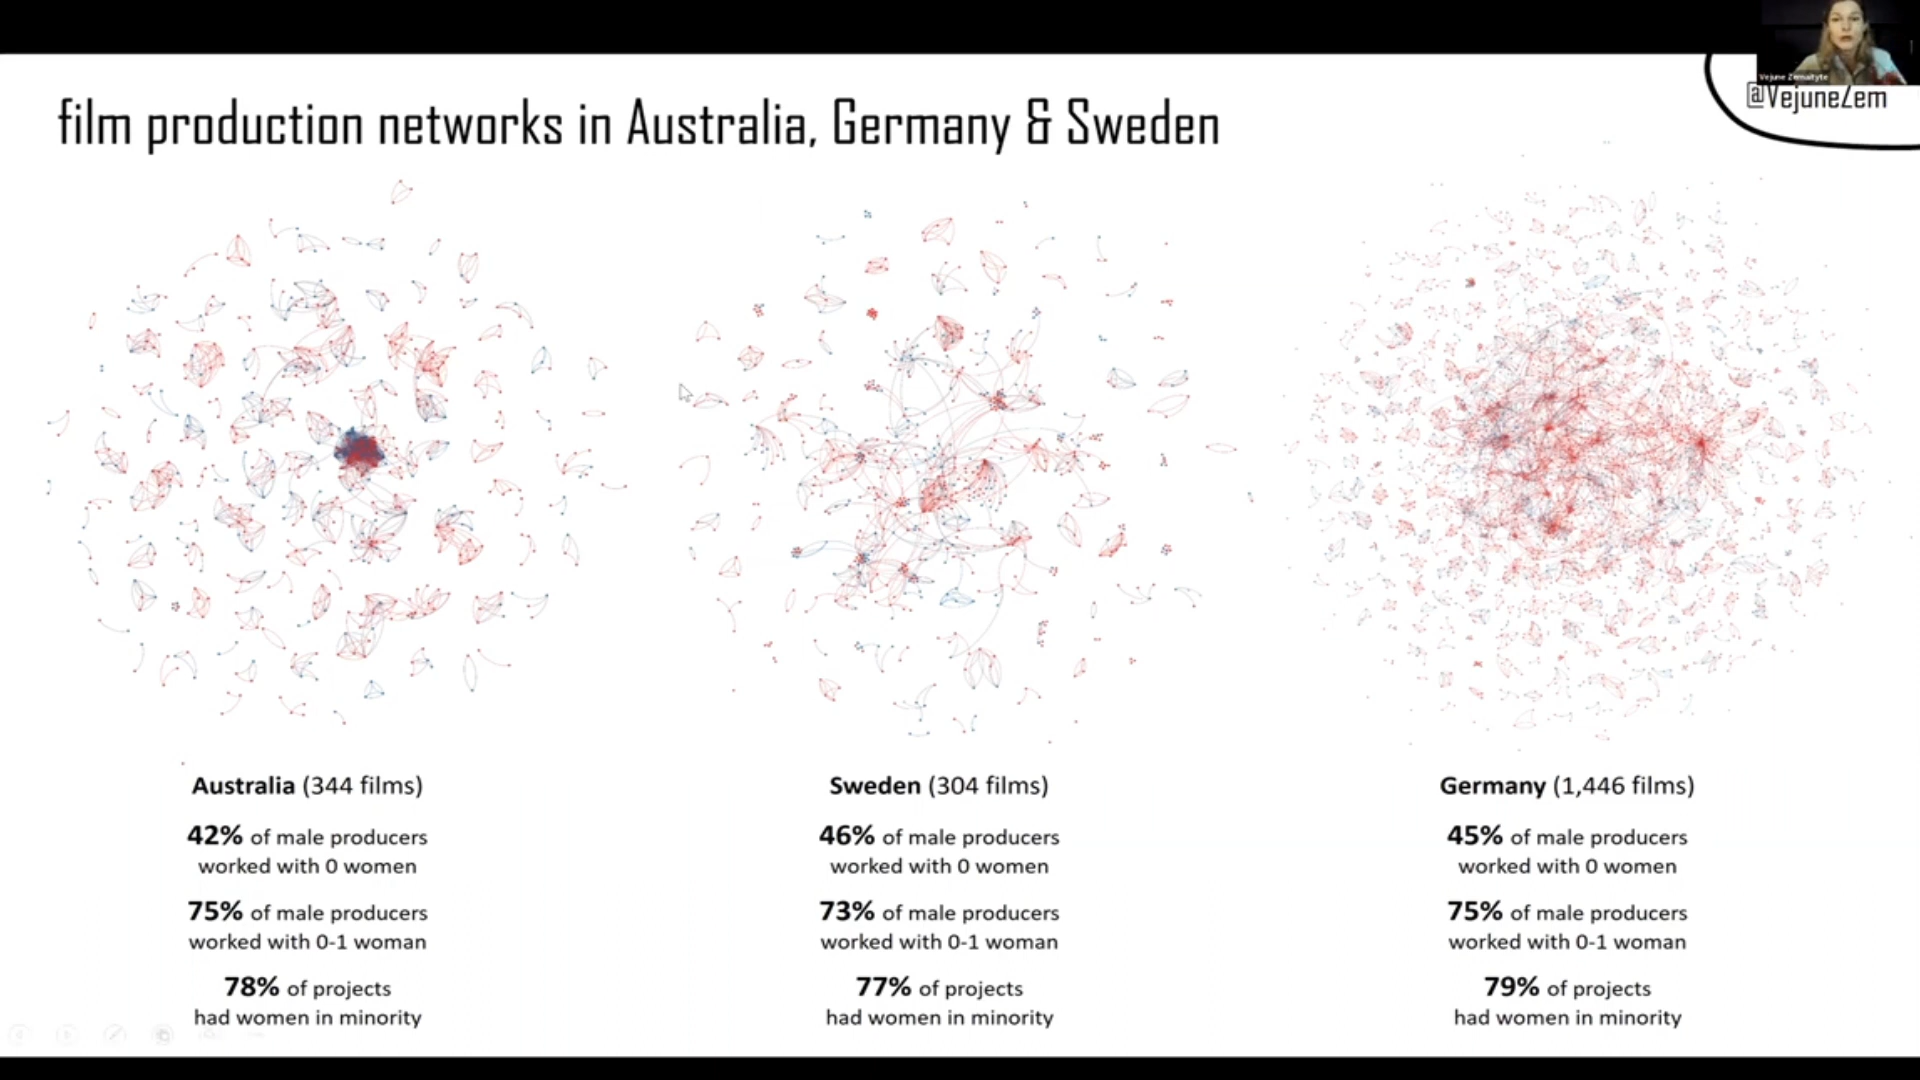 Vejune Zemaityte
@VejuneZem
film production networks in Australia, Germany & Sweden
Australia (344 films)
42% of male producers
worked with 0 women
75% of male producers
worked with 0-1 woman
78% of projects
had women in minority
Sweden (304 films)
46% of male producers
worked with 0 women
73% of male producers
worked with 0-1 woman
77% of projects
had women in minority
Germany (1,446 films)
45% of male producers
worked with 0 women
75% of male producers
worked with 0-1 woman
79% of projects
had women in minority